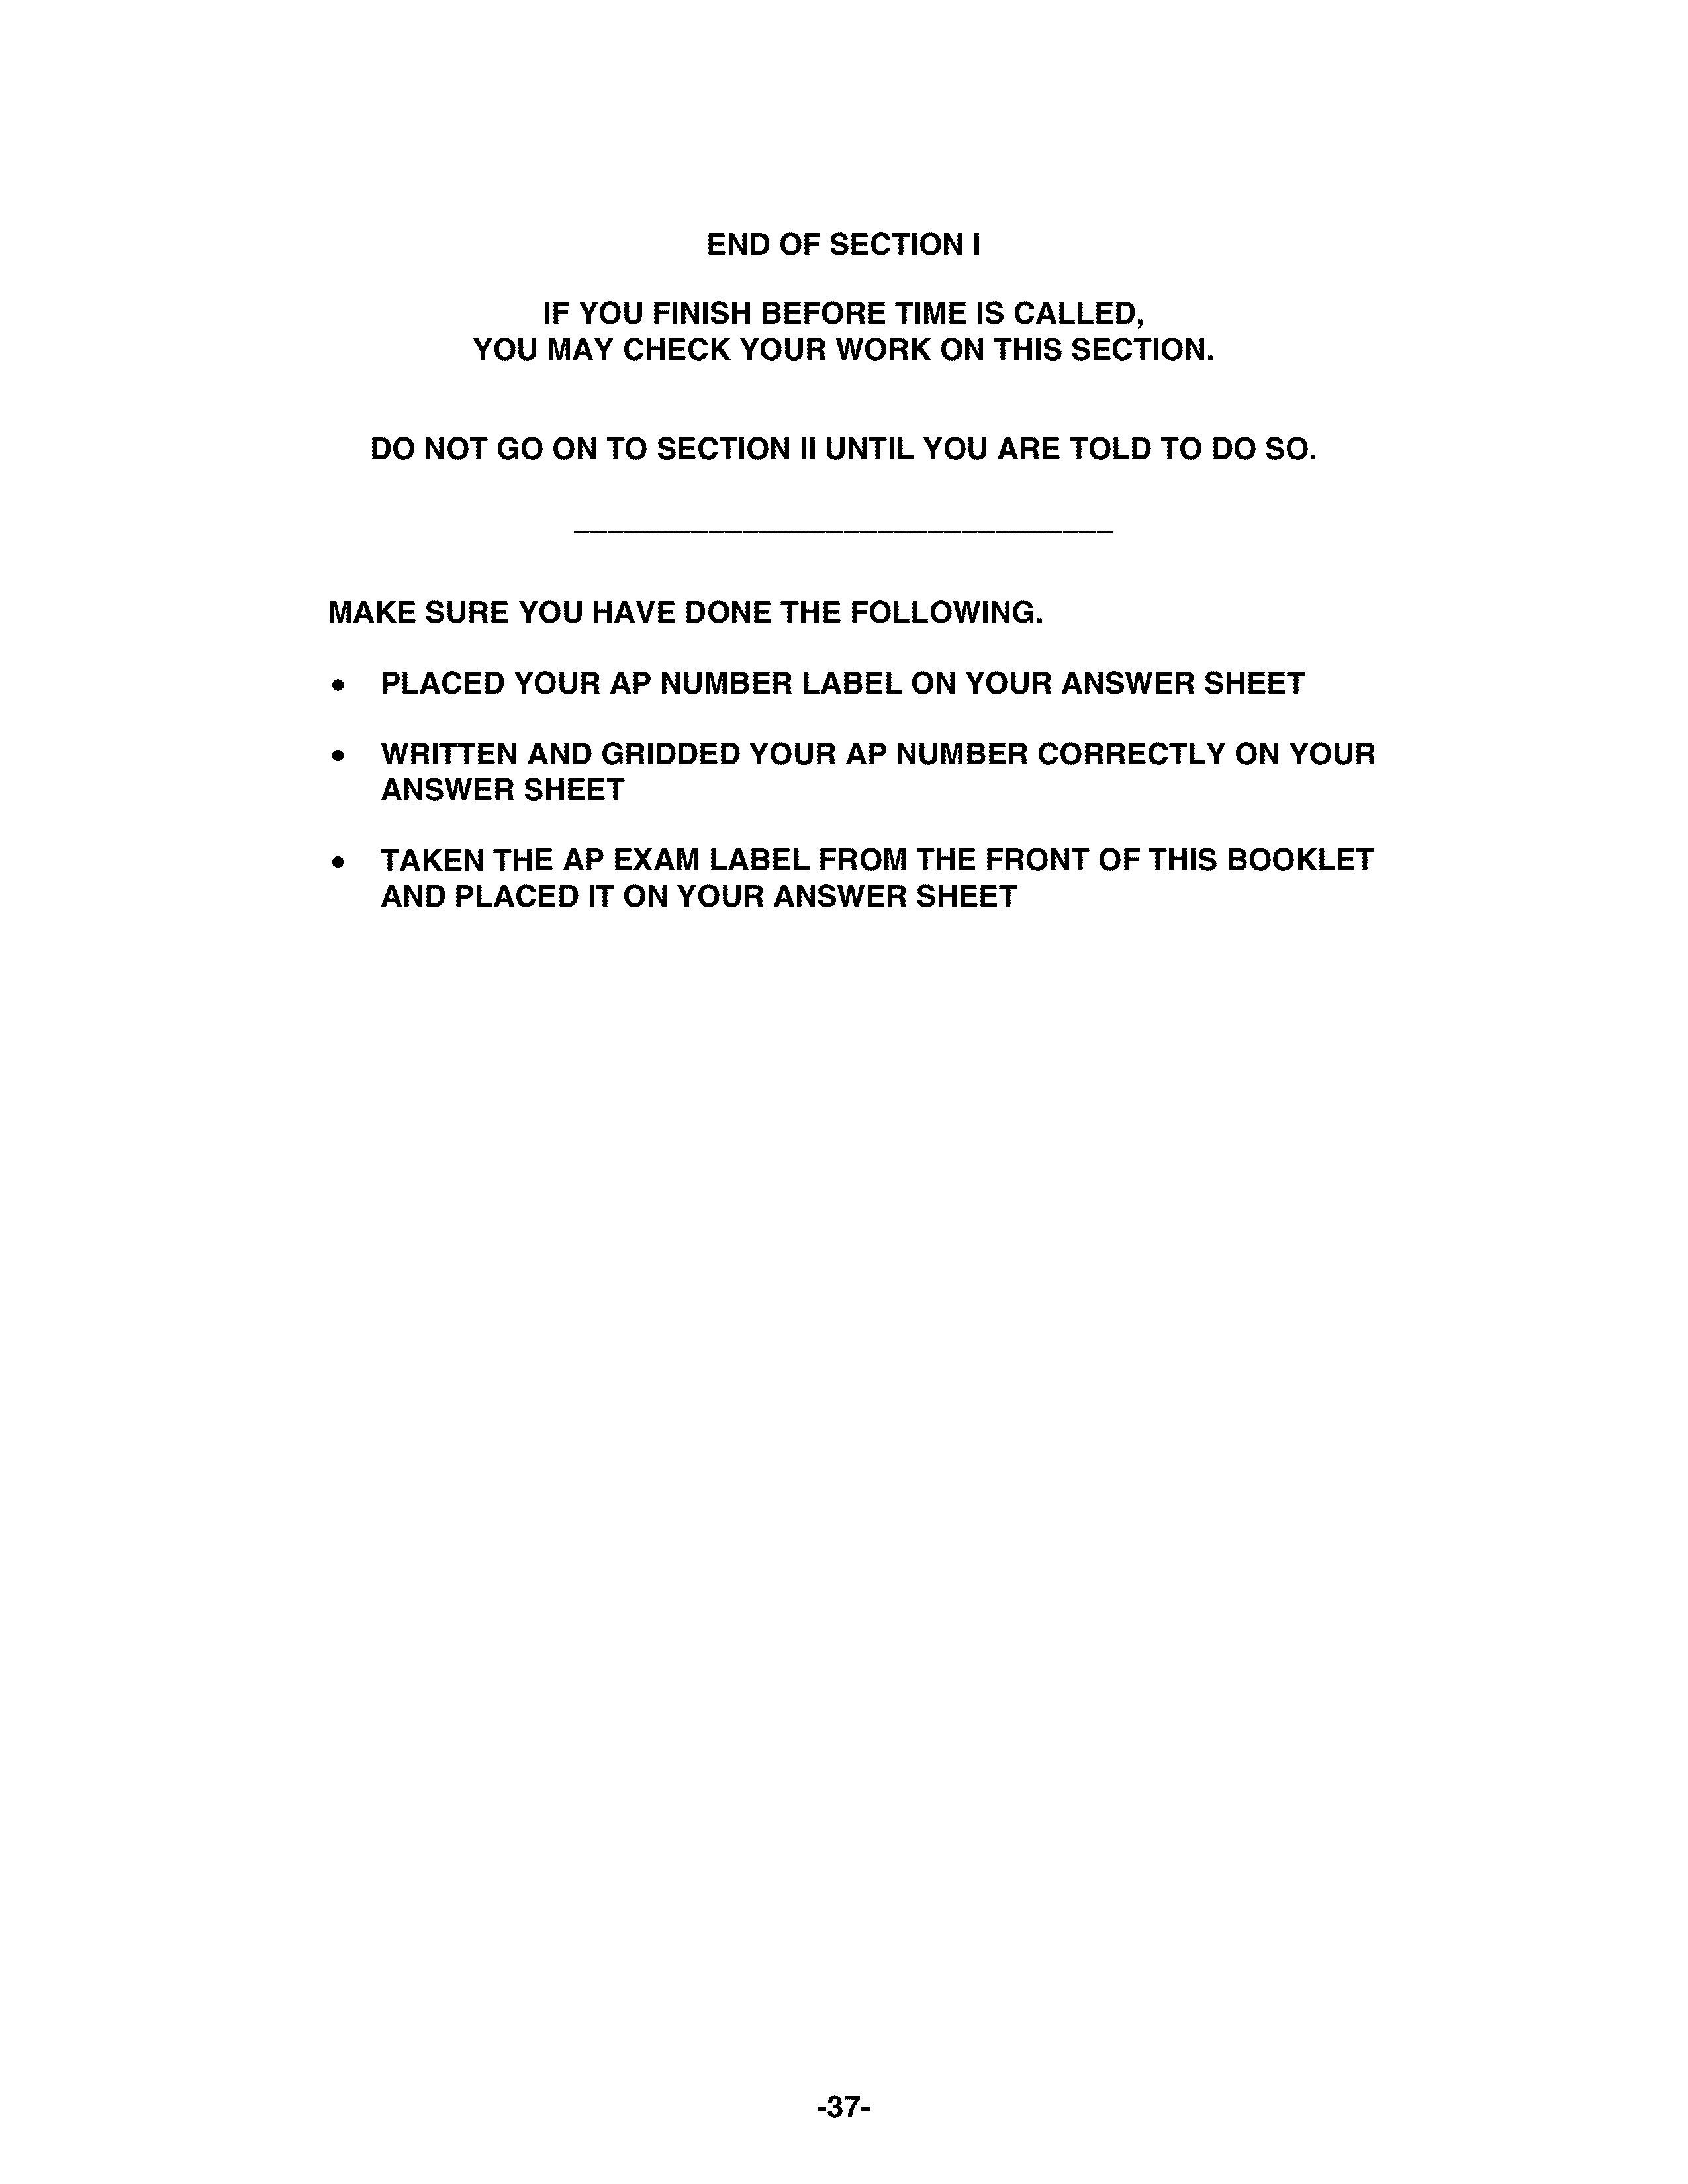 END OF SECTION I
IF YOU FINISH BEFORE TIME IS CALLED,
YOU MAY CHECK YOUR WORK ON THIS SECTION.
DO NOT GO ON TO SECTION II UNTIL YOU ARE TOLD TO DO SO.
________________________________
MAKE SURE YOU HAVE DONE THE FOLLOWING.
• PLACED YOUR AP NUMBER LABEL ON YOUR ANSWER SHEET
• WRITTEN AND GRIDDED YOUR AP NUMBER CORRECTLY ON YOUR
ANSWER SHEET
• TAKEN THE AP EXAM LABEL FROM THE FRONT OF THIS BOOKLET
AND PLACED IT ON YOUR ANSWER SHEET
-37-